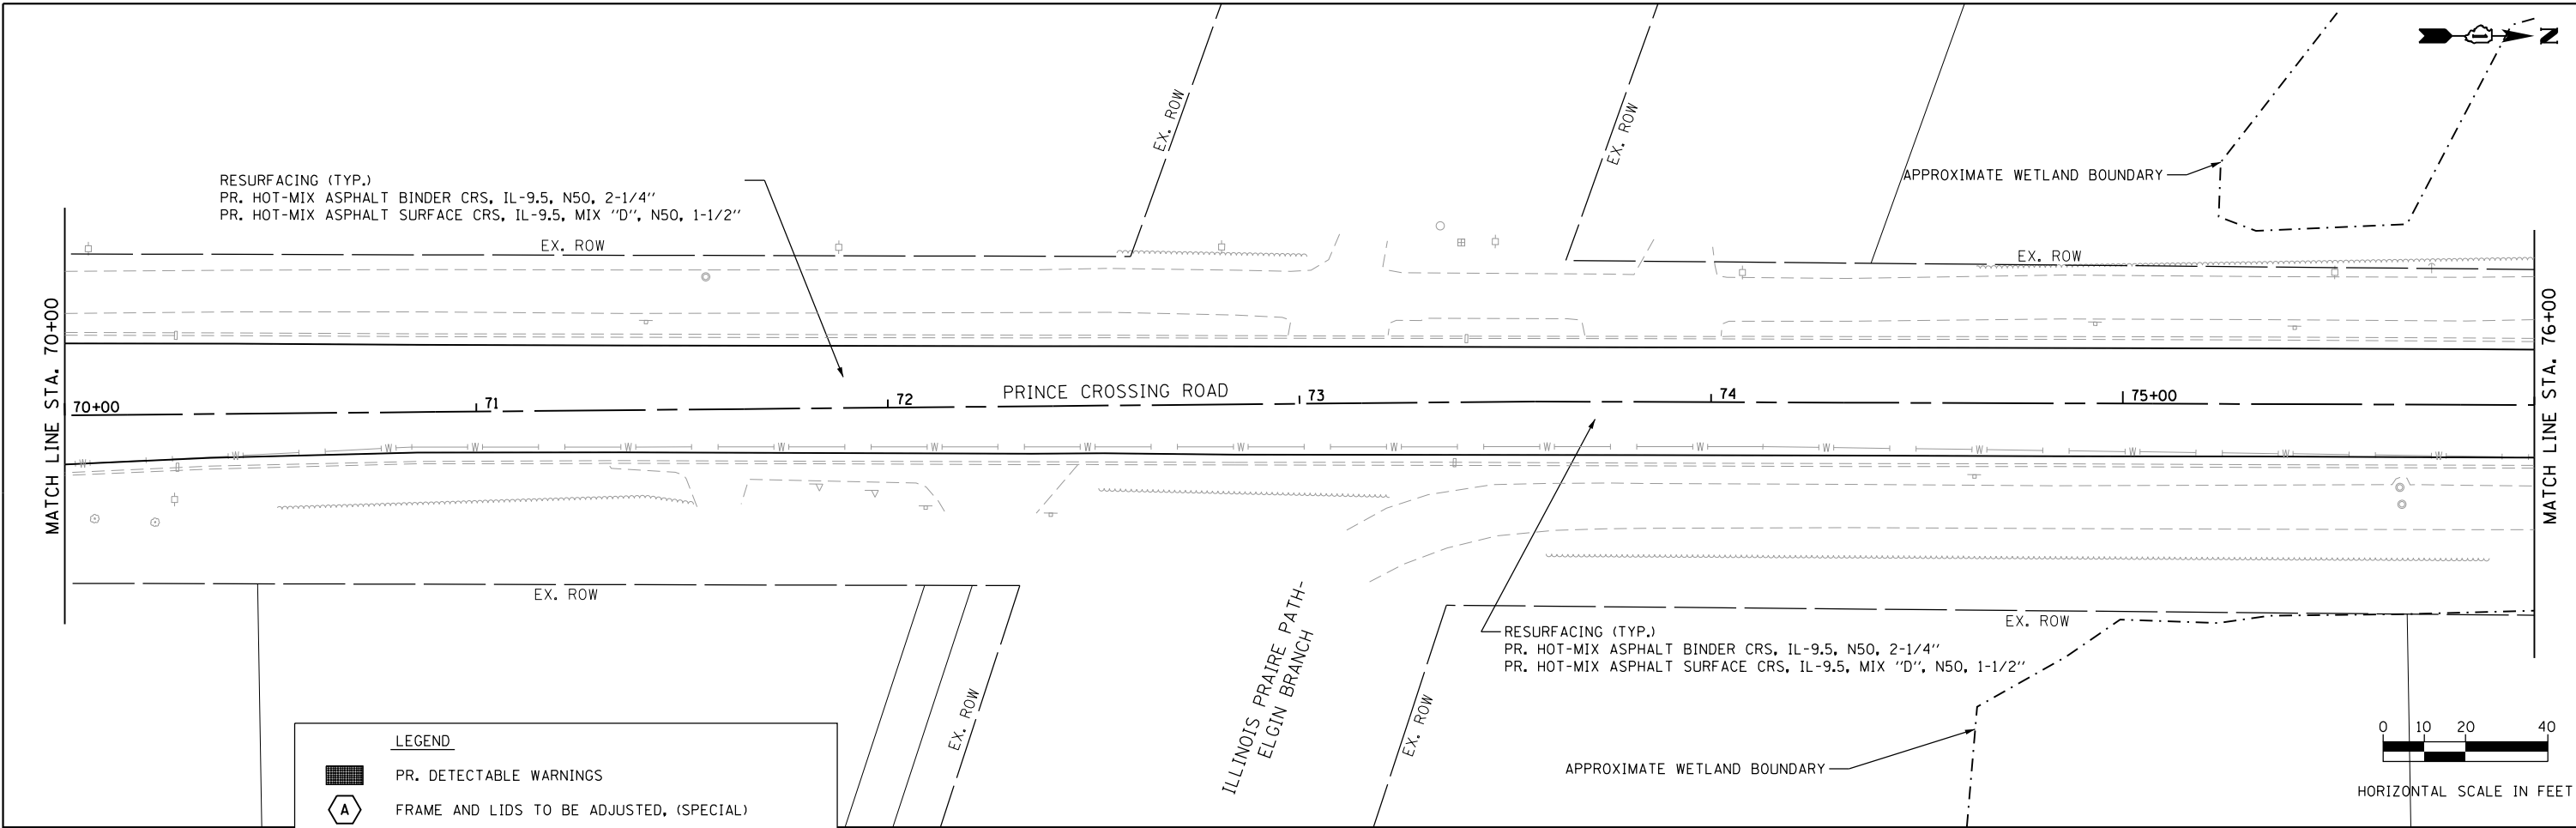 N
EX. ROW
EX. ROW
APPROXIMATE WETLAND BOUNDARY
RESURFACING (TYP.)
PR. HOT-MIX ASPHALT BINDER CRS, IL-9.5, N50, 2-1/4"
PR. HOT-MIX ASPHALT SURFACE CRS, IL-9.5, MIX "D", N50, 1-1/2"
EX. ROW
EX. ROW
MATCH LINE STA. 70+00
MATCH LINE STA. 76+00
PRINCE CROSSING ROAD
70+00 71 72 73 74 75+00
W W W W W W W W W W W W W W W W
EX. ROW
EX. ROW
ILLINOIS PRAIRE PATH-
ELGIN BRANCH
RESURFACING (TYP.)
PR. HOT-MIX ASPHALT BINDER CRS, IL-9.5, N50, 2-1/4"
PR. HOT-MIX ASPHALT SURFACE CRS, IL-9.5, MIX "D", N50, 1-1/2"
EX. ROW
EX. ROW
APPROXIMATE WETLAND BOUNDARY
LEGEND
PR. DETECTABLE WARNINGS
A FRAME AND LIDS TO BE ADJUSTED, (SPECIAL)
0 10 20 40
HORIZONTAL SCALE IN FEET